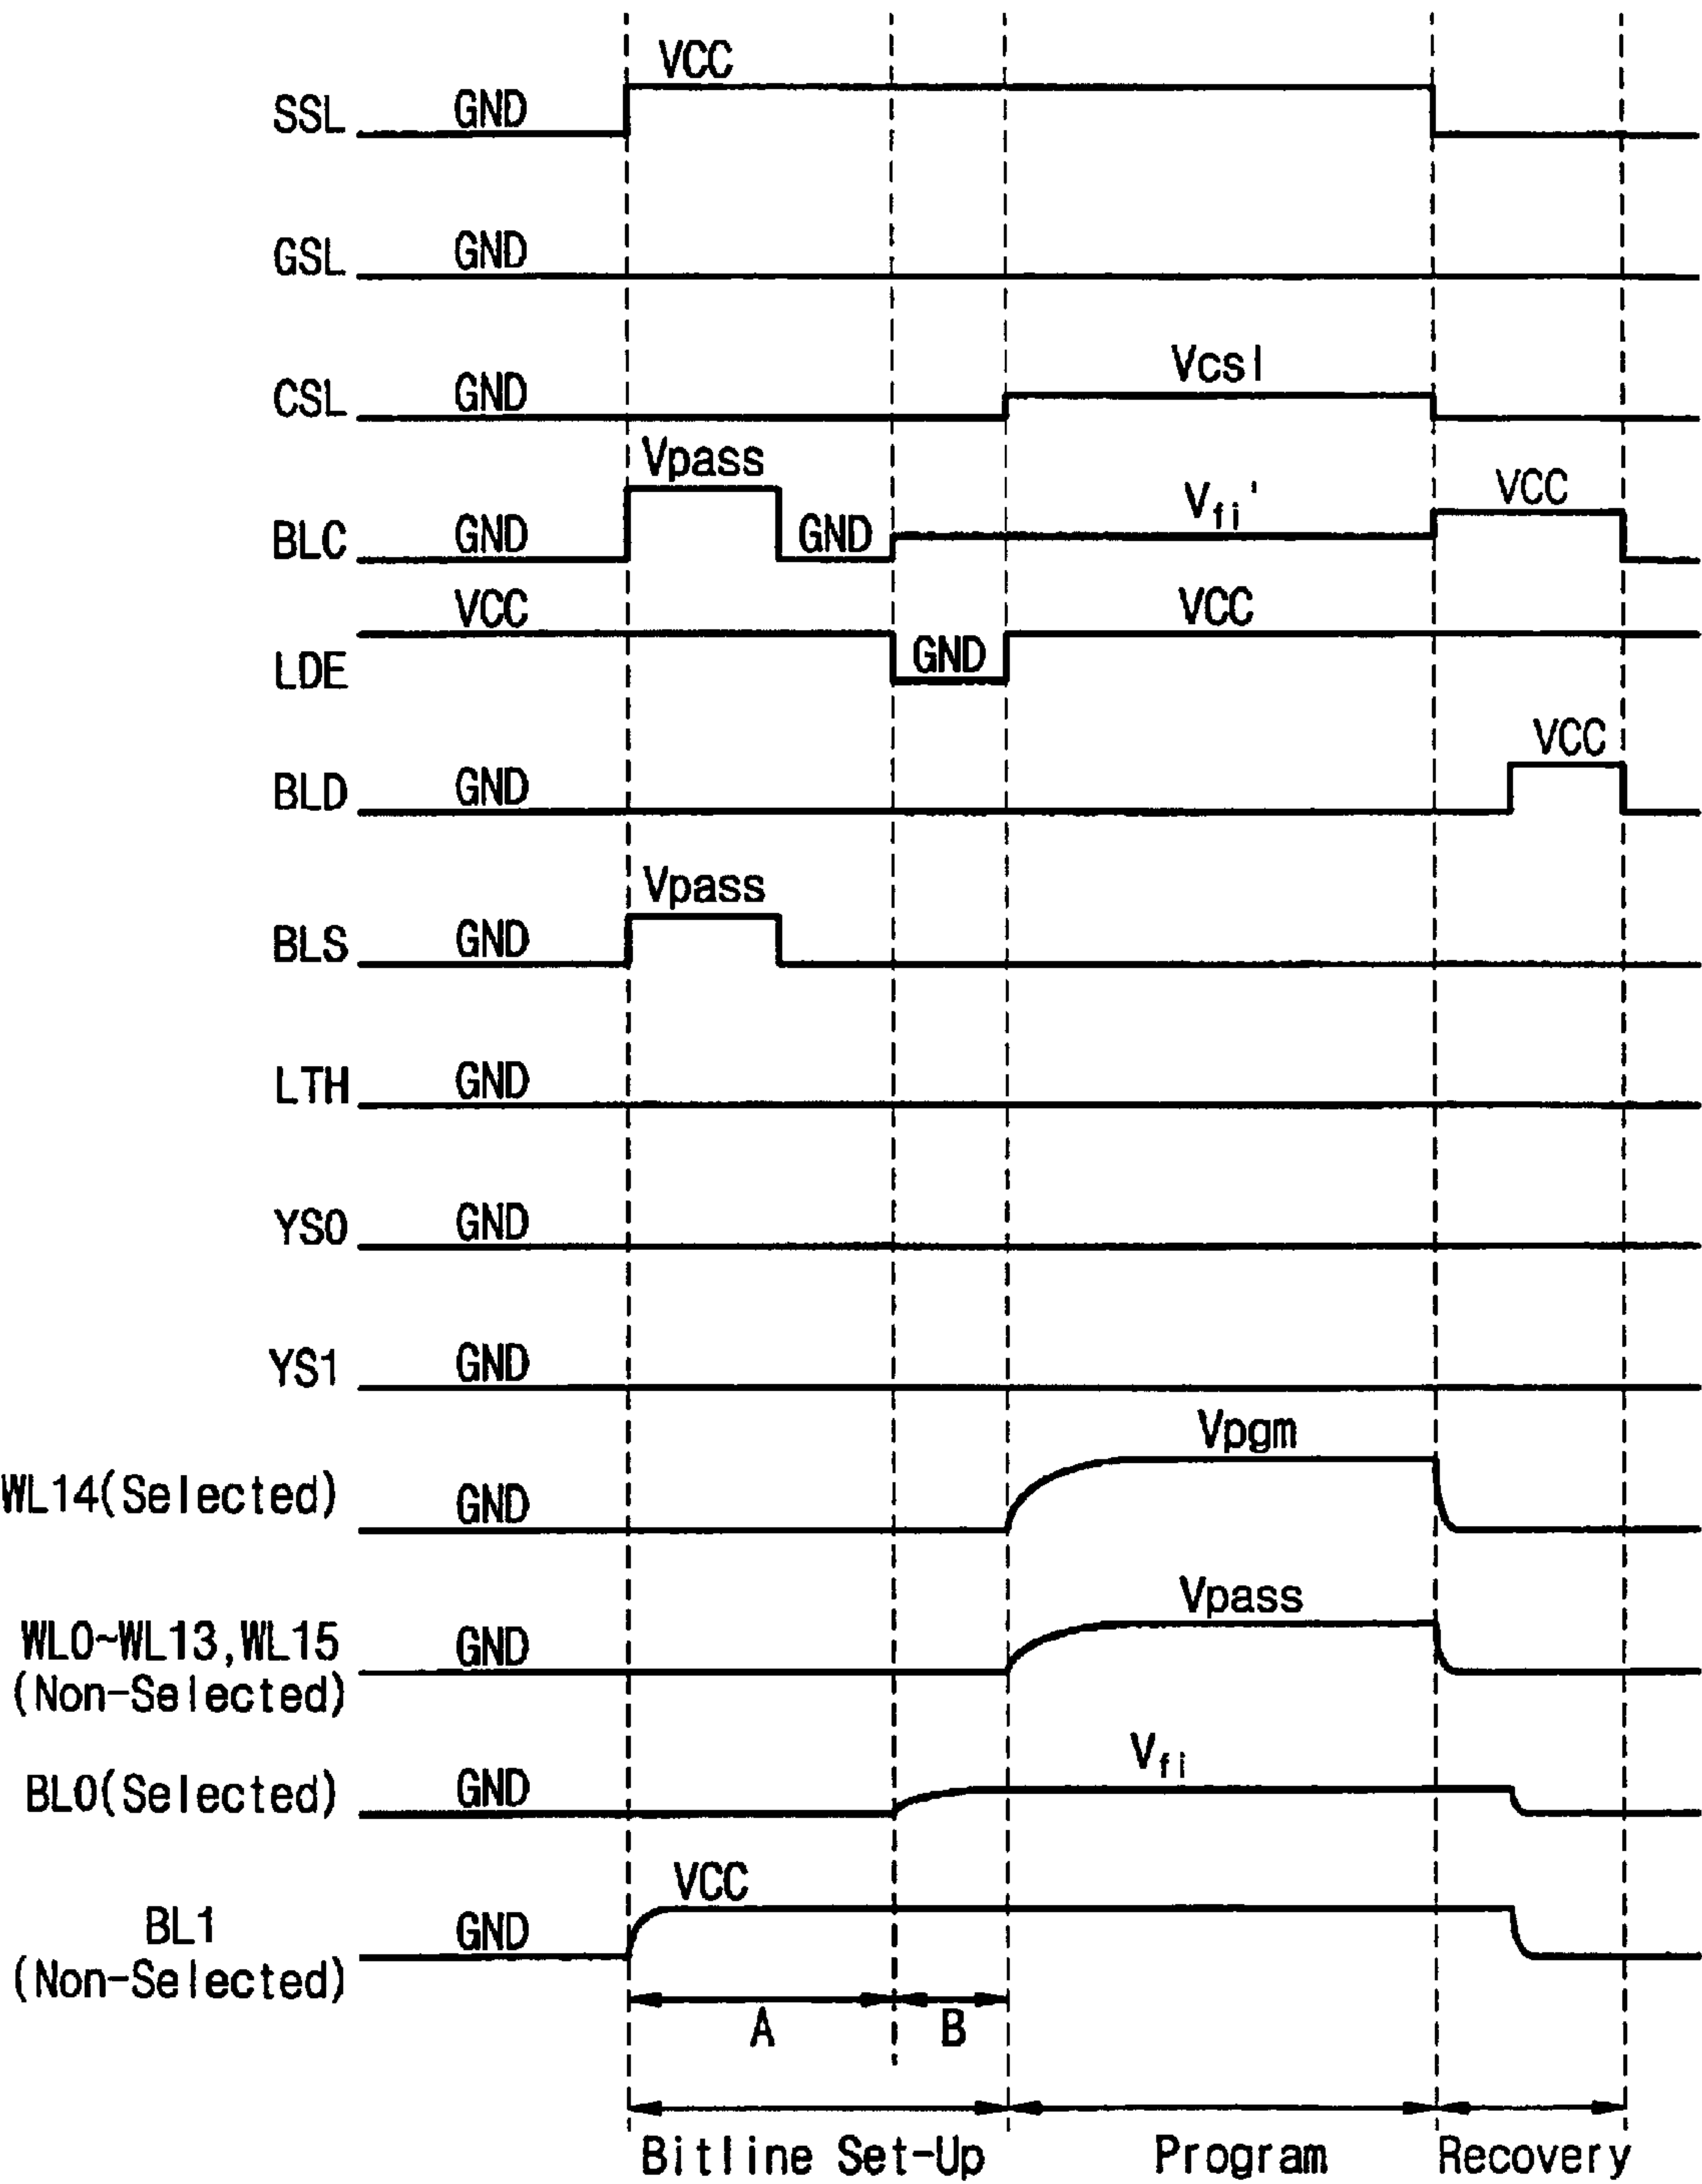 VCC
SSL GND
GSL GND
CSL GND Vcsl
Vpass
BLC GND GND Vfi' VCC
VCC VCC
LDE GND
VCC
BLD GND
Vpass
BLS GND
LTH GND
YS0 GND
YS1 GND
Vpgm
WL14(Selected) GND
Vpass
WL0~WL13,WL15 GND
(Non-Selected)
Vfi
BL0(Selected) GND
VCC
BL1 GND
(Non-Selected)
A B
Bitline Set-Up Program Recovery